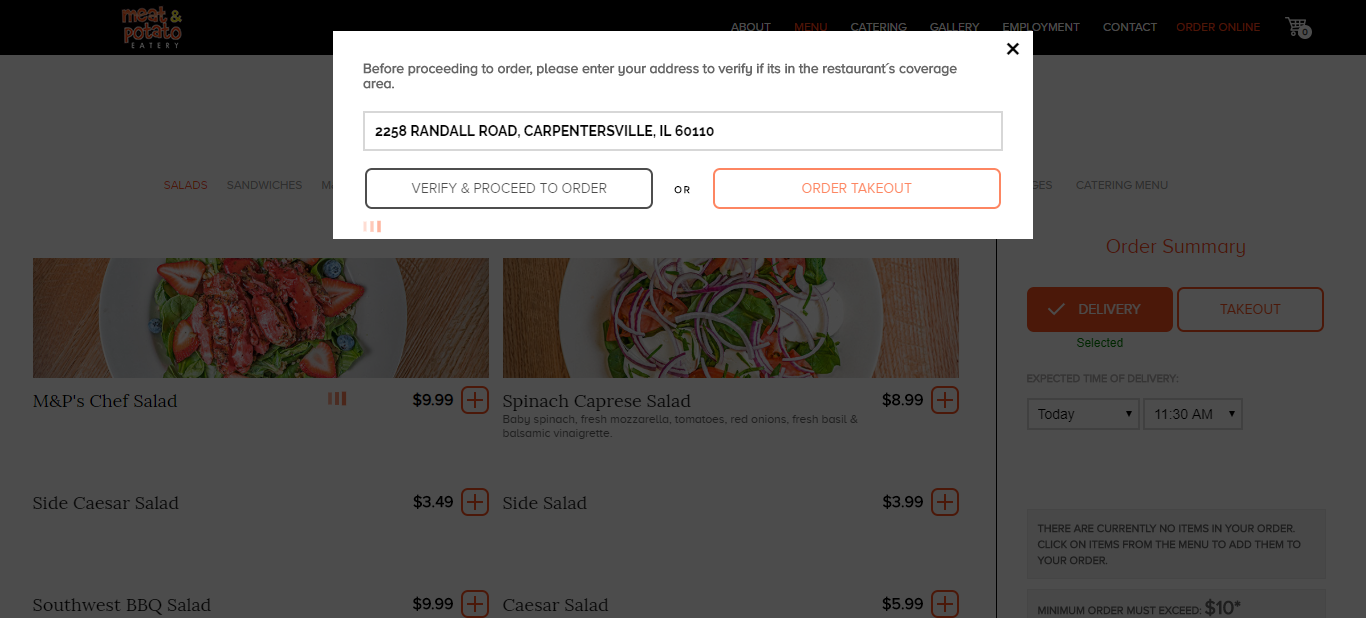 meat &
potato
EATERY
ABOUT MENU CATERING GALLERY EMPLOYMENT CONTACT ORDER ONLINE 0
Before proceeding to order, please enter your address to verify if its in the restaurant´s coverage
area.
2258 RANDALL ROAD, CARPENTERSVILLE, IL 60110
VERIFY & PROCEED TO ORDER OR ORDER TAKEOUT
SALADS SANDWICHES CATERING MENU
Order Summary
DELIVERY TAKEOUT
Selected
EXPECTED TIME OF DELIVERY:
Today 11:30 AM
M&P's Chef Salad $9.99
Spinach Caprese Salad $8.99
Baby spinach, fresh mozzarella, tomatoes, red onions, fresh basil &
balsamic vinaigrette.
Side Caesar Salad $3.49
Side Salad $3.99
Southwest BBQ Salad $9.99
Caesar Salad $5.99
THERE ARE CURRENTLY NO ITEMS IN YOUR ORDER.
CLICK ON ITEMS FROM THE MENU TO ADD THEM TO
YOUR ORDER.
MINIMUM ORDER MUST EXCEED: $10*